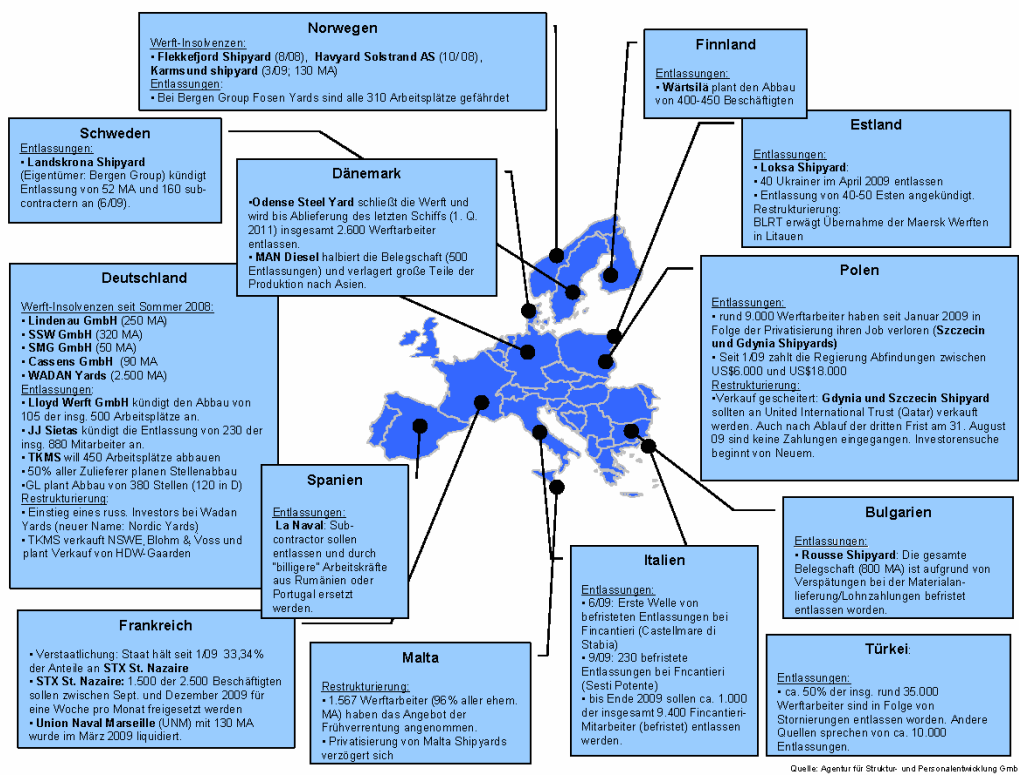 Norwegen
Werft-Insolvenzen:
▪ Flekkefjord Shipyard (8/08), Havyard Solstrand AS (10/08),
Karmsund shipyard (3/09; 130 MA)
Entlassungen:
▪ Bei Bergen Group Fosen Yards sind alle 310 Arbeitsplätze gefährdet
Finnland
Entlassungen:
▪ Wärtsilä plant den Abbau
von 400-450 Beschäftigten
Schweden
Entlassungen:
▪ Landskrona Shipyard
(Eigentümer: Bergen Group) kündigt
Entlassung von 52 MA und 160 sub-
contractern an (6/09).
Dänemark
▪Odense Steel Yard schließt die Werft und
wird bis Ablieferung des letzten Schiffs (1. Q.
2011) insgesamt 2.600 Werftarbeiter
entlassen.
▪ MAN Diesel halbiert die Belegschaft (500
Entlassungen) und verlagert große Teile der
Produktion nach Asien.
Estland
Entlassungen:
▪ Loksa Shipyard:
▪ 40 Ukrainer im April 2009 entlassen
▪ Entlassung von 40-50 Esten angekündigt.
Restrukturierung:
BLRT erwägt Übernahme der Maersk Werften
in Litauen
Deutschland
Werft-Insolvenzen seit Sommer 2008:
▪ Lindenau GmbH (250 MA)
▪ SSW GmbH (320 MA)
▪ SMG GmbH (50 MA)
▪ Cassens GmbH (90 MA
▪ WADAN Yards (2.500 MA)
Entlassungen:
▪ Lloyd Werft GmbH kündigt den Abbau von
105 der insg. 500 Arbeitsplätze an.
▪ JJ Sietas kündigt die Entlassung von 230 der
insg. 880 Mitarbeiter an.
▪ TKMS will 450 Arbeitsplätze abbauen
▪ 50% aller Zulieferer planen Stellenabbau
▪GL plant Abbau von 380 Stellen (120 in D)
Restrukturierung:
▪ Einstieg eines russ. Investors bei Wadan
Yards (neuer Name: Nordic Yards)
▪ TKMS verkauft NSWE, Blohm & Voss und
plant Verkauf von HDW-Gaarden
Polen
Entlassungen:
▪ rund 9.000 Werftarbeiter haben seit Januar 2009 in
Folge der Privatisierung ihren Job verloren (Szczecin
und Gdynia Shipyards)
▪ Seit 1/09 zahlt die Regierung Abfindungen zwischen
US$6.000 und US$18.000
Restrukturierung:
▪Verkauf gescheitert: Gdynia und Szczecin Shipyard
sollten an United International Trust (Qatar) verkauft
werden. Auch nach Ablauf der dritten Frist am 31. August
09 sind keine Zahlungen eingegangen. Investorensuche
beginnt von Neuem.
Spanien
Entlassungen:
La Naval: Sub-
contractor sollen
entlassen und durch
"billigere" Arbeitskräfte
aus Rumänien oder
Portugal ersetzt
werden.
Bulgarien
Entlassungen:
▪ Rousse Shipyard: Die gesamte
Belegschaft (800 MA) ist aufgrund von
Verspätungen bei der Materialan-
lieferung/Lohnzahlungen befristet
entlassen worden.
Italien
Entlassungen:
▪ 6/09: Erste Welle von
befristeten Entlassungen bei
Fincantieri (Castellmare di
Stabia)
▪ 9/09: 230 befristete
Entlassungen bei Fncantieri
(Sesti Potente)
▪ bis Ende 2009 sollen ca. 1.000
der insgesamt 9.400 Fincantieri-
Mitarbeiter (befristet) entlassen
werden.
Frankreich
▪ Verstaatlichung: Staat hält seit 1/09 33,34%
der Anteile an STX St. Nazaire
▪ STX St. Nazaire: 1.500 der 2.500 Beschäftigten
sollen zwischen Sept. und Dezember 2009 für
eine Woche pro Monat freigesetzt werden
▪ Union Naval Marseille (UNM) mit 130 MA
wurde im März 2009 liquidiert.
Malta
Restrukturierung:
▪ 1.567 Werftarbeiter (96% aller ehem.
MA) haben das Angebot der
Frühverrentung angenommen.
▪ Privatisierung von Malta Shipyards
verzögert sich
Türkei:
Entlassungen:
▪ ca. 50% der insg. rund 35.000
Werftarbeiter sind in Folge von
Stornierungen entlassen worden. Andere
Quellen sprechen von ca. 10.000
Entlassungen.
Quelle: Agentur für Struktur- und Personalentwicklung Gmb